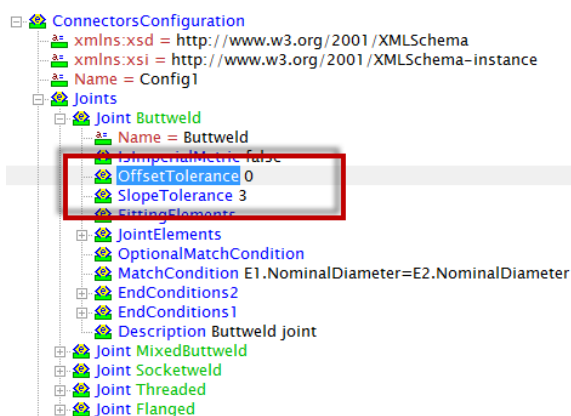 ConnectorsConfiguration
xmlns:xsd = http://www.w3.org/2001/XMLSchema
xmlns:xsi = http://www.w3.org/2001/XMLSchema-instance
Name = Config1
Joints
Joint Buttweld
Name = Buttweld
IsImperialMetric false
OffsetTolerance 0
SlopeTolerance 3
FittingElements
JointElements
OptionalMatchCondition
MatchCondition E1.NominalDiameter=E2.NominalDiameter
EndConditions2
EndConditions1
Description Buttweld joint
Joint MixedButtweld
Joint Socketweld
Joint Threaded
Joint Flanged